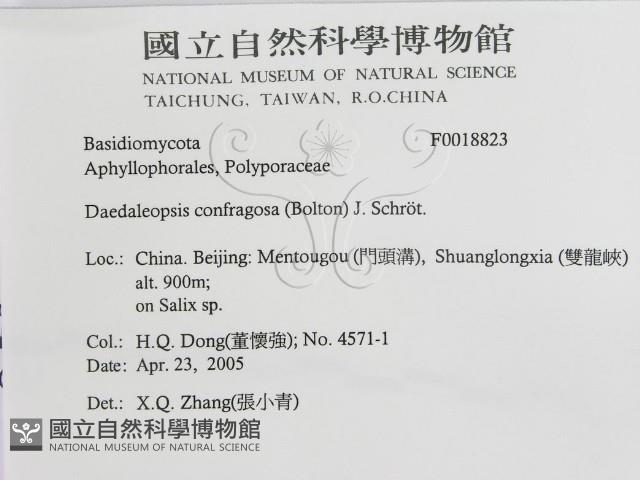 國立自然科學博物館
NATIONAL MUSEUM OF NATURAL SCIENCE
TAICHUNG, TAIWAN, R.O.CHINA
Basidiomycota F0018823
Aphyllophorales, Polyporaceae
Daedaleopsis confragosa (Bolton) J. Schröt.
Loc.: China. Beijing: Mentougou (門頭溝), Shuanglongxia (雙龍峽)
alt. 900m;
on Salix sp.
Col.: H.Q. Dong(董懷強); No. 4571-1
Date: Apr. 23, 2005
Det.: X.Q. Zhang(張小青)
國立自然科學博物館
NATIONAL MUSEUM OF NATURAL SCIENCE